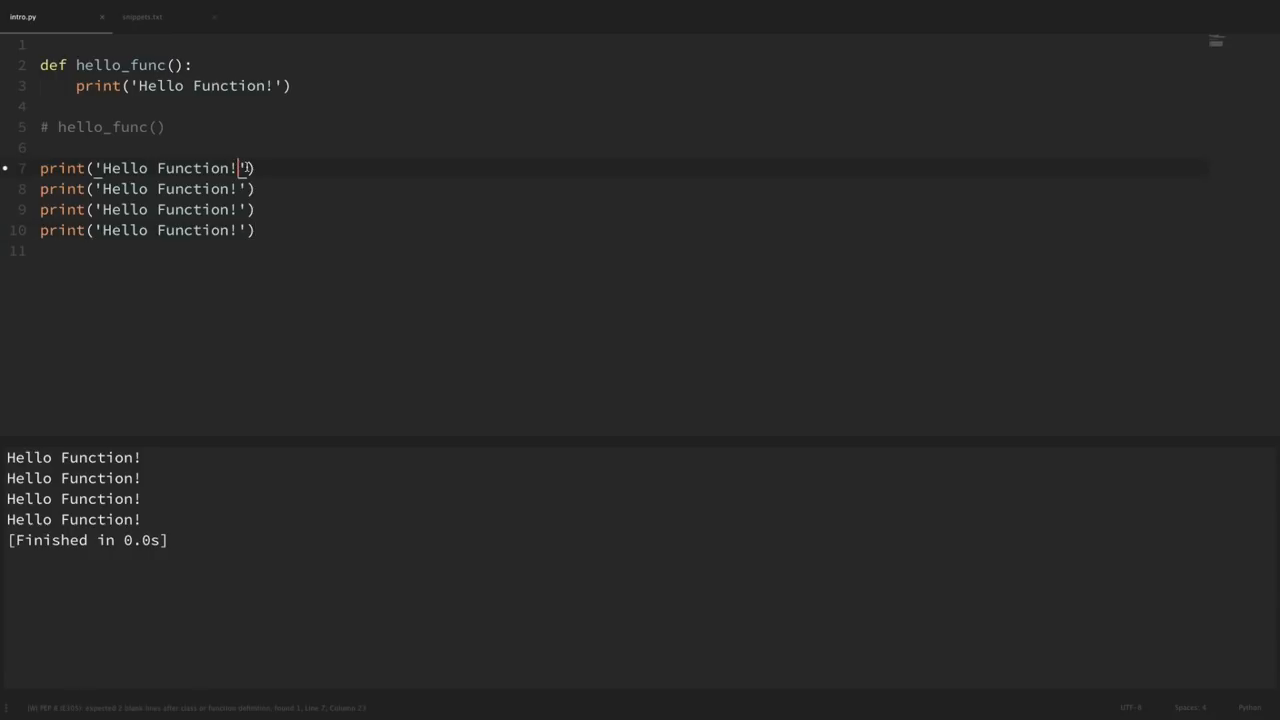 intro.py × snippets.txt ×
1
2 def hello_func():
3 print('Hello Function!')
4
5 # hello_func()
6
7 print('Hello Function!')
8 print('Hello Function!')
9 print('Hello Function!')
10 print('Hello Function!')
11
Hello Function!
Hello Function!
Hello Function!
Hello Function!
[Finished in 0.0s]
[W] PEP 8 (E305): expected 2 blank lines after class or function definition, found 1, Line 7, Column 23 UTF-8 Spaces: 4 Python